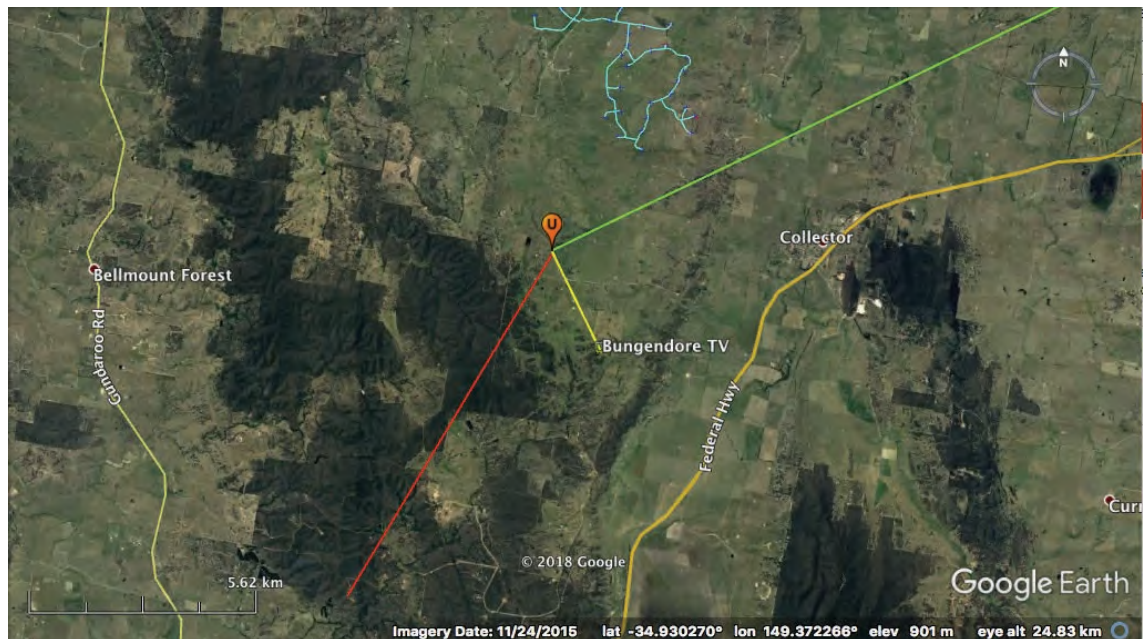 N
U
Collector
Bellmount Forest
Gundaroo Rd
Bungendore TV
Federal Hwy
Curr
© 2018 Google
5.62 km
Google Earth
Imagery Date: 11/24/2015 lat -34.930270° lon 149.372266° elev 901 m eye alt 24.83 km